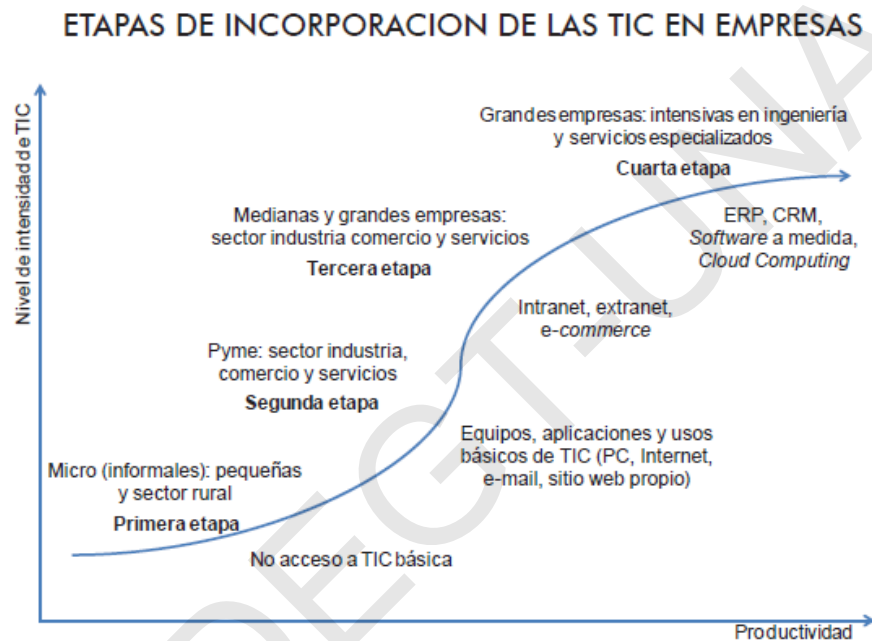 ETAPAS DE INCORPORACION DE LAS TIC EN EMPRESAS
Nivel de intensidad de TIC
Grandes empresas: intensivas en ingeniería
y servicios especializados
Cuarta etapa
ERP, CRM,
Software a medida,
Cloud Computing
Medianas y grandes empresas:
sector industria comercio y servicios
Tercera etapa
Intranet, extranet,
e-commerce
Pyme: sector industria,
comercio y servicios
Segunda etapa
Equipos, aplicaciones y usos
básicos de TIC (PC, Internet,
e-mail, sitio web propio)
Micro (informales): pequeñas
y sector rural
Primera etapa
No acceso a TIC básica
Productividad
DEGT-UNA